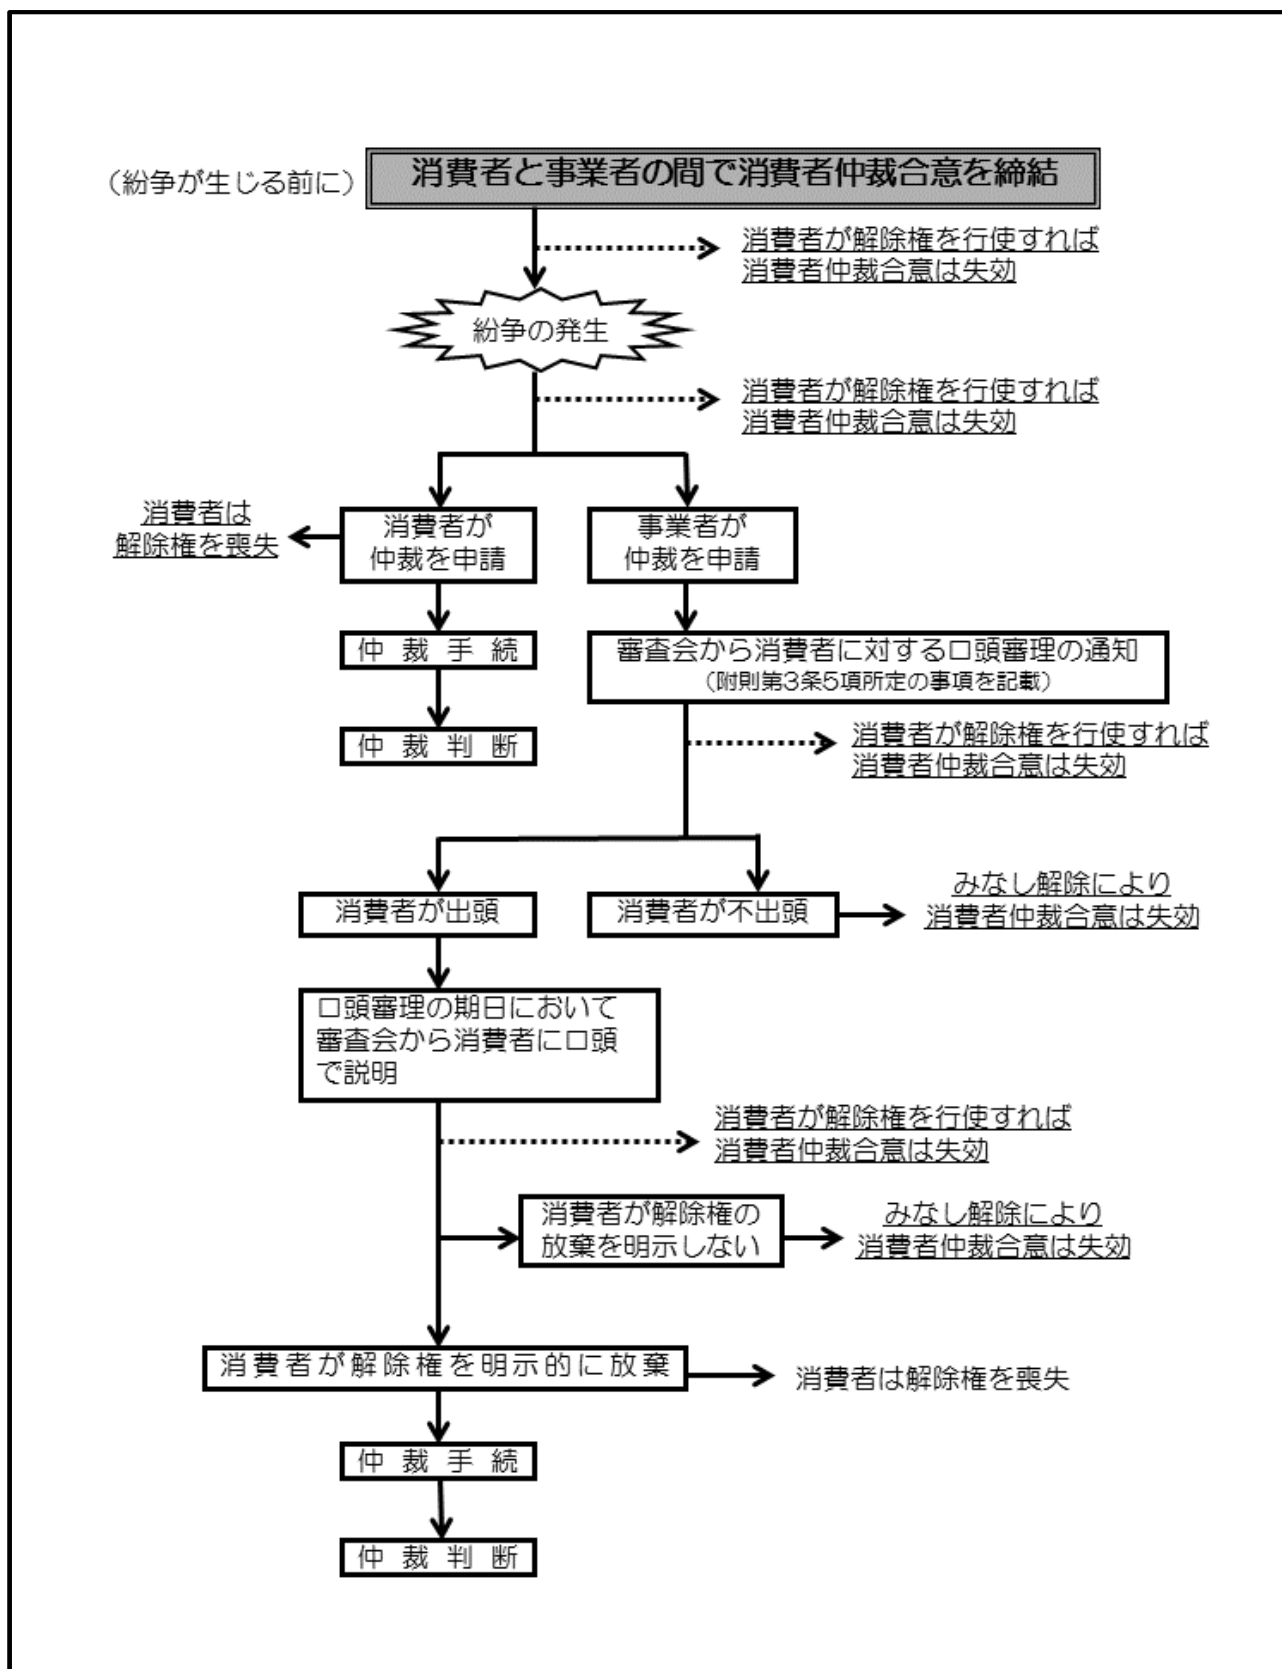 （紛争が生じる前に）
消費者と事業者の間で消費者仲裁合意を締結
消費者が解除権を行使すれば
消費者仲裁合意は失効
紛争の発生
消費者が解除権を行使すれば
消費者仲裁合意は失効
消費者は
解除権を喪失
消費者が
仲裁を申請
事業者が
仲裁を申請
仲裁手続
審査会から消費者に対する口頭審理の通知
（附則第3条5項所定の事項を記載）
仲裁判断
消費者が解除権を行使すれば
消費者仲裁合意は失効
消費者が出頭
消費者が不出頭
みなし解除により
消費者仲裁合意は失効
口頭審理の期日において
審査会から消費者に口頭
で説明
消費者が解除権を行使すれば
消費者仲裁合意は失効
消費者が解除権の
放棄を明示しない
みなし解除により
消費者仲裁合意は失効
消費者が解除権を明示的に放棄
消費者は解除権を喪失
仲裁手続
仲裁判断